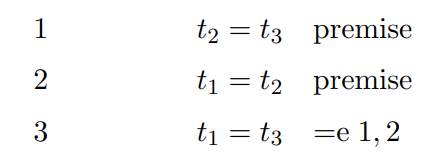 1 t₂ = t₃ premise
2 t₁ = t₂ premise
3 t₁ = t₃ =e 1, 2